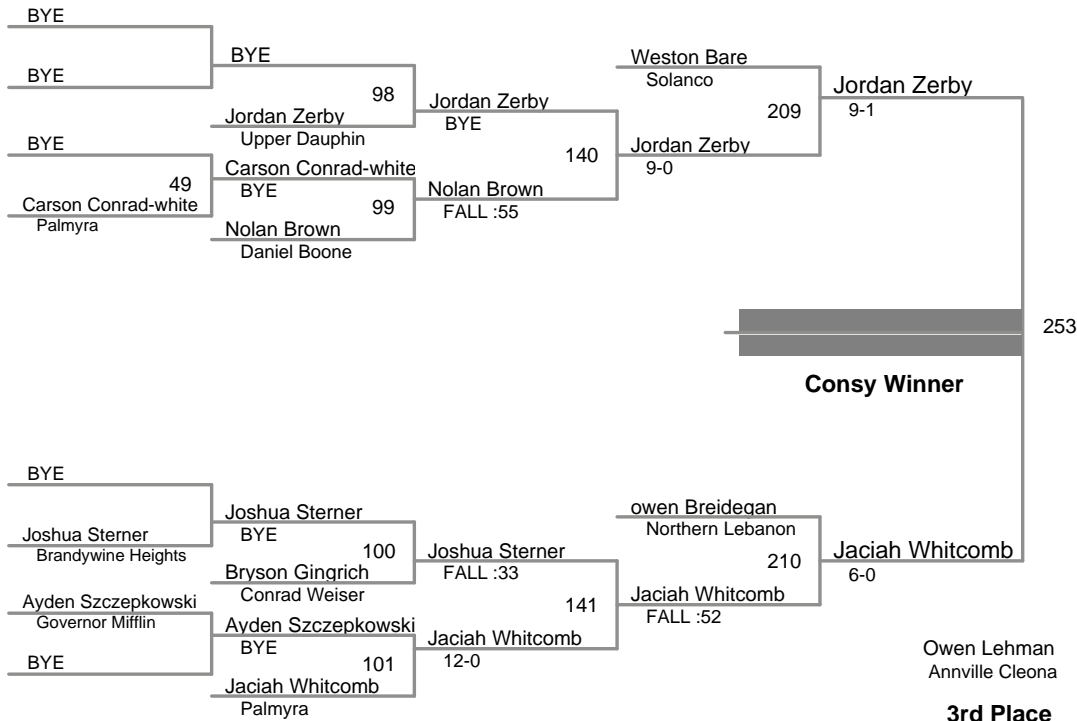 BYE
BYE
BYE
98
Jordan Zerby
Upper Dauphin
BYE
49
Carson Conrad-white
Palmyra
Carson Conrad-white
BYE
99
Nolan Brown
Daniel Boone
Jordan Zerby
BYE
140
Nolan Brown
FALL :55
Weston Bare
Solanco
209
Jordan Zerby
9-0
Jordan Zerby
9-1
253
Consy Winner
BYE
Joshua Sterner
Brandywine Heights
Joshua Sterner
BYE
100
Bryson Gingrich
Conrad Weiser
Ayden Szczepkowski
Governor Mifflin
BYE
Ayden Szczepkowski
BYE
101
Jaciah Whitcomb
Palmyra
Joshua Sterner
FALL :33
141
Jaciah Whitcomb
12-0
owen Breidegan
Northern Lebanon
210
Jaciah Whitcomb
FALL :52
Jaciah Whitcomb
6-0
Owen Lehman
Annville Cleona
3rd Place